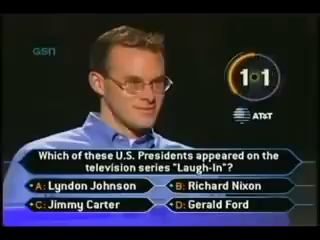 GSN
1 1
AT&T
Which of these U.S. Presidents appeared on the
television series "Laugh-In"?
A: Lyndon Johnson
B: Richard Nixon
C: Jimmy Carter
D: Gerald Ford